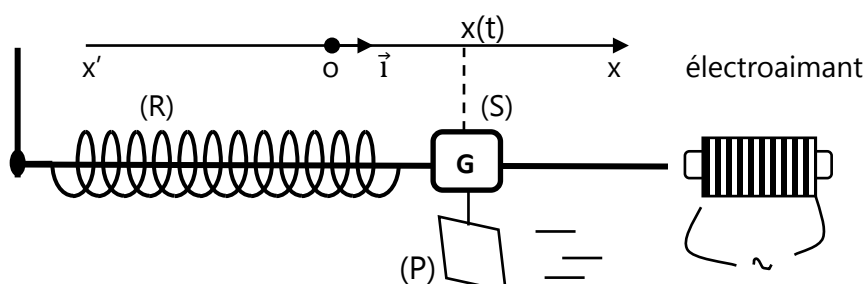 x(t)
x' o i⃗ x électroaimant
(R) (S)
G
(P)
~